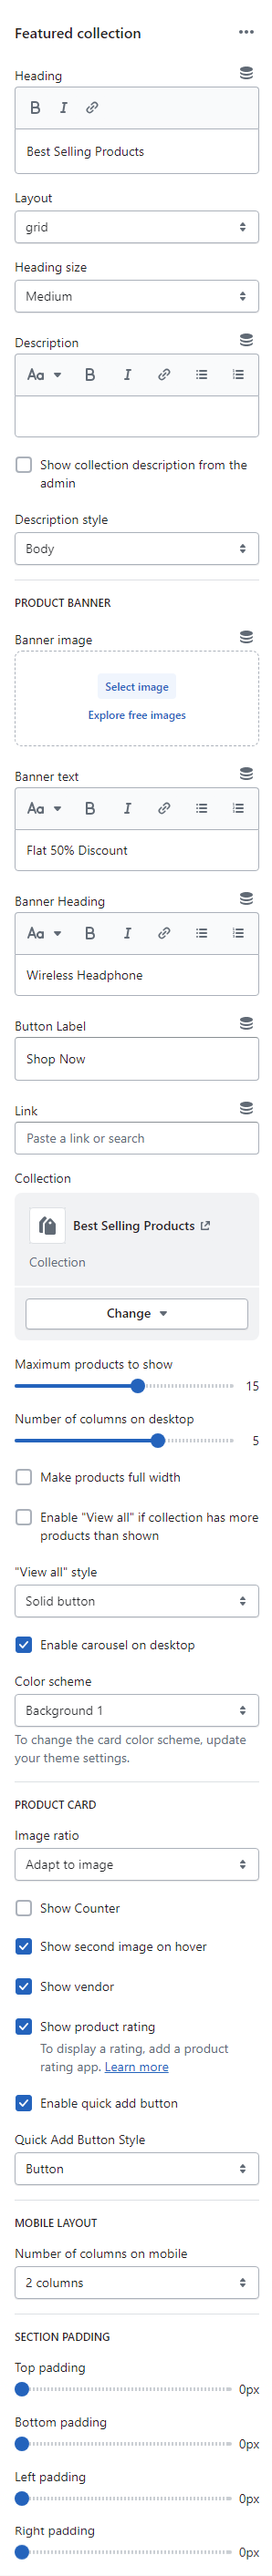 Featured collection
Heading
B I
Best Selling Products
Layout
grid
Heading size
Medium
Description
Aa B I
Show collection description from the
admin
Description style
Body
PRODUCT BANNER
Banner image
Select image
Explore free images
Banner text
Aa B I
Flat 50% Discount
Banner Heading
Aa B I
Wireless Headphone
Button Label
Shop Now
Link
Paste a link or search
Collection
Best Selling Products
Collection
Change
Maximum products to show
15
Number of columns on desktop
5
Make products full width
Enable "View all" if collection has more
products than shown
"View all" style
Solid button
Enable carousel on desktop
Color scheme
Background 1
To change the card color scheme, update
your theme settings.
PRODUCT CARD
Image ratio
Adapt to image
Show Counter
Show second image on hover
Show vendor
Show product rating
To display a rating, add a product
rating app. Learn more
Enable quick add button
Quick Add Button Style
Button
MOBILE LAYOUT
Number of columns on mobile
2 columns
SECTION PADDING
Top padding
0px
Bottom padding
0px
Left padding
0px
Right padding
0px